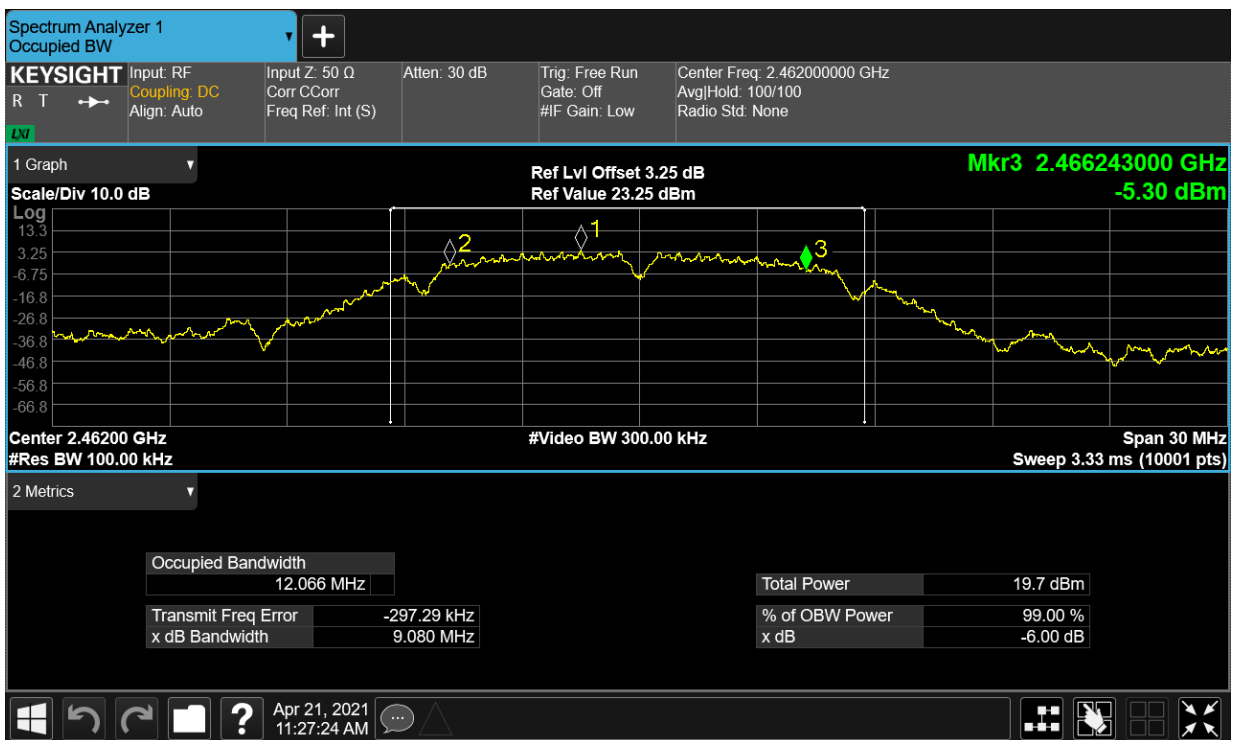 Spectrum Analyzer 1
Occupied BW
▼
+
KEYSIGHT
R T
LXI
Input: RF
Coupling: DC
Align: Auto
Input Z: 50 Ω
Corr CCorr
Freq Ref: Int (S)
Atten: 30 dB
Trig: Free Run
Gate: Off
#IF Gain: Low
Center Freq: 2.462000000 GHz
Avg|Hold: 100/100
Radio Std: None
1 Graph ▼
Scale/Div 10.0 dB
Ref Lvl Offset 3.25 dB
Ref Value 23.25 dBm
Mkr3 2.466243000 GHz
-5.30 dBm
Log
13.3
3.25
-6.75
-16.8
-26.8
-36.8
-46.8
-56.8
-66.8
2
1
3
Center 2.46200 GHz
#Res BW 100.00 kHz
#Video BW 300.00 kHz
Span 30 MHz
Sweep 3.33 ms (10001 pts)
2 Metrics ▼
Occupied Bandwidth
12.066 MHz
Transmit Freq Error -297.29 kHz
x dB Bandwidth 9.080 MHz
Total Power 19.7 dBm
% of OBW Power 99.00 %
x dB -6.00 dB
?
Apr 21, 2021
11:27:24 AM